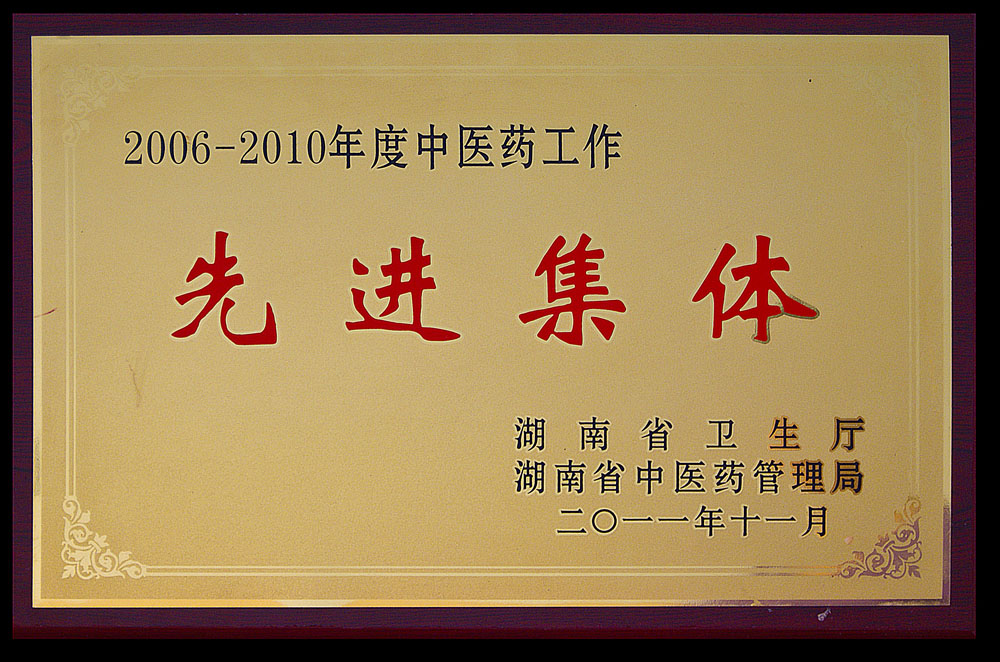 2006-2010年度中医药工作
先进集体
湖南省卫生厅
湖南省中医药管理局
二〇一一年十一月